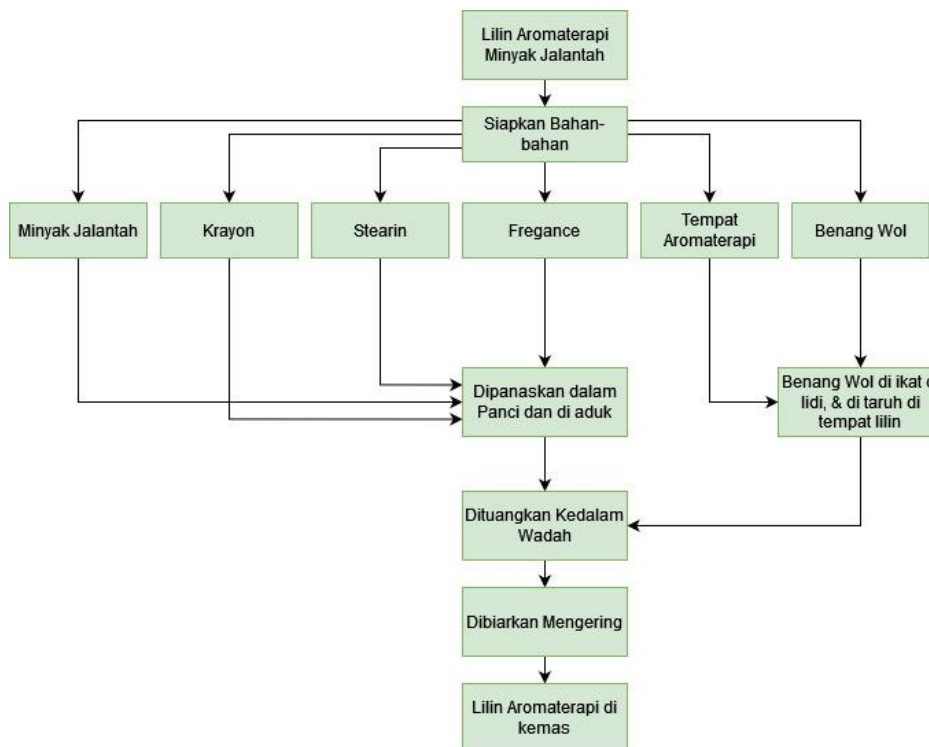 Lilin Aromaterapi
Minyak Jalantah
Siapkan Bahan-
bahan
Minyak Jalantah
Krayon
Stearin
Fregance
Tempat
Aromaterapi
Benang Wol
Dipanaskan dalam
Panci dan di aduk
Benang Wol di ikat
lidi, & di taruh di
tempat lilin
Dituangkan Kedalam
Wadah
Dibiarkan Mengering
Lilin Aromaterapi di
kemas